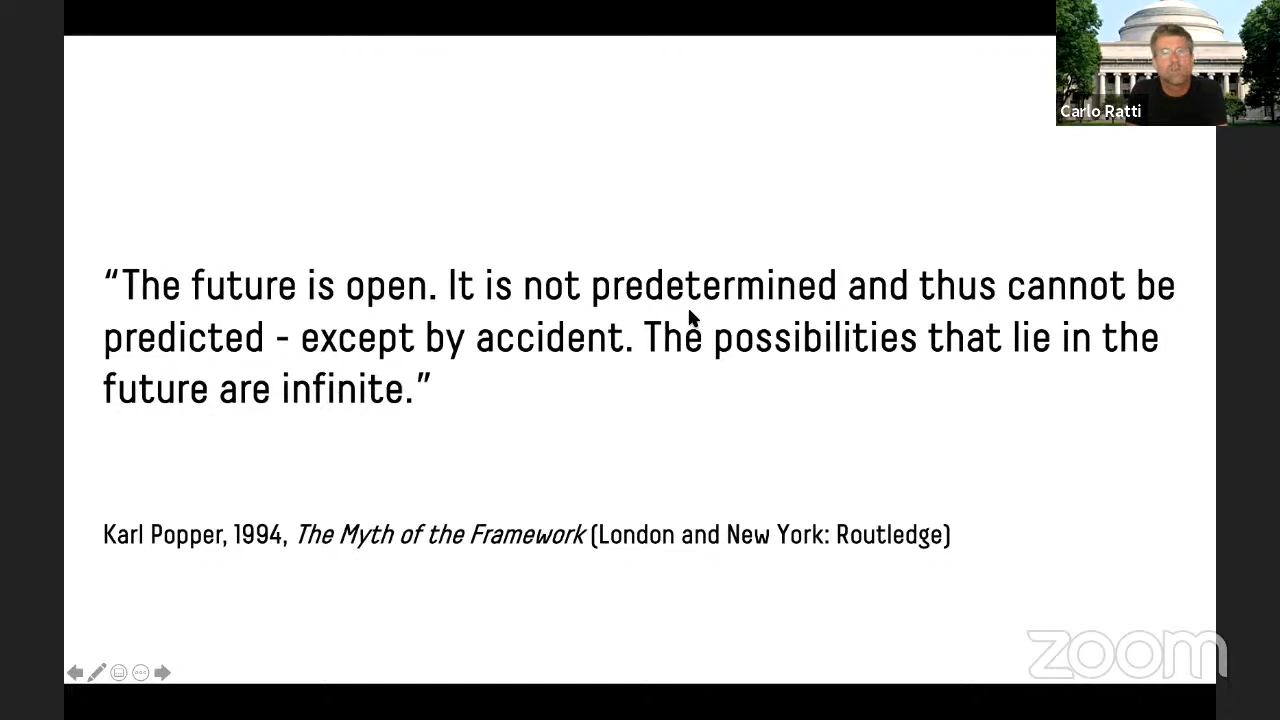 Carlo Ratti
“The future is open. It is not predetermined and thus cannot be
predicted - except by accident. The possibilities that lie in the
future are infinite.”
Karl Popper, 1994, The Myth of the Framework (London and New York: Routledge)
zoom